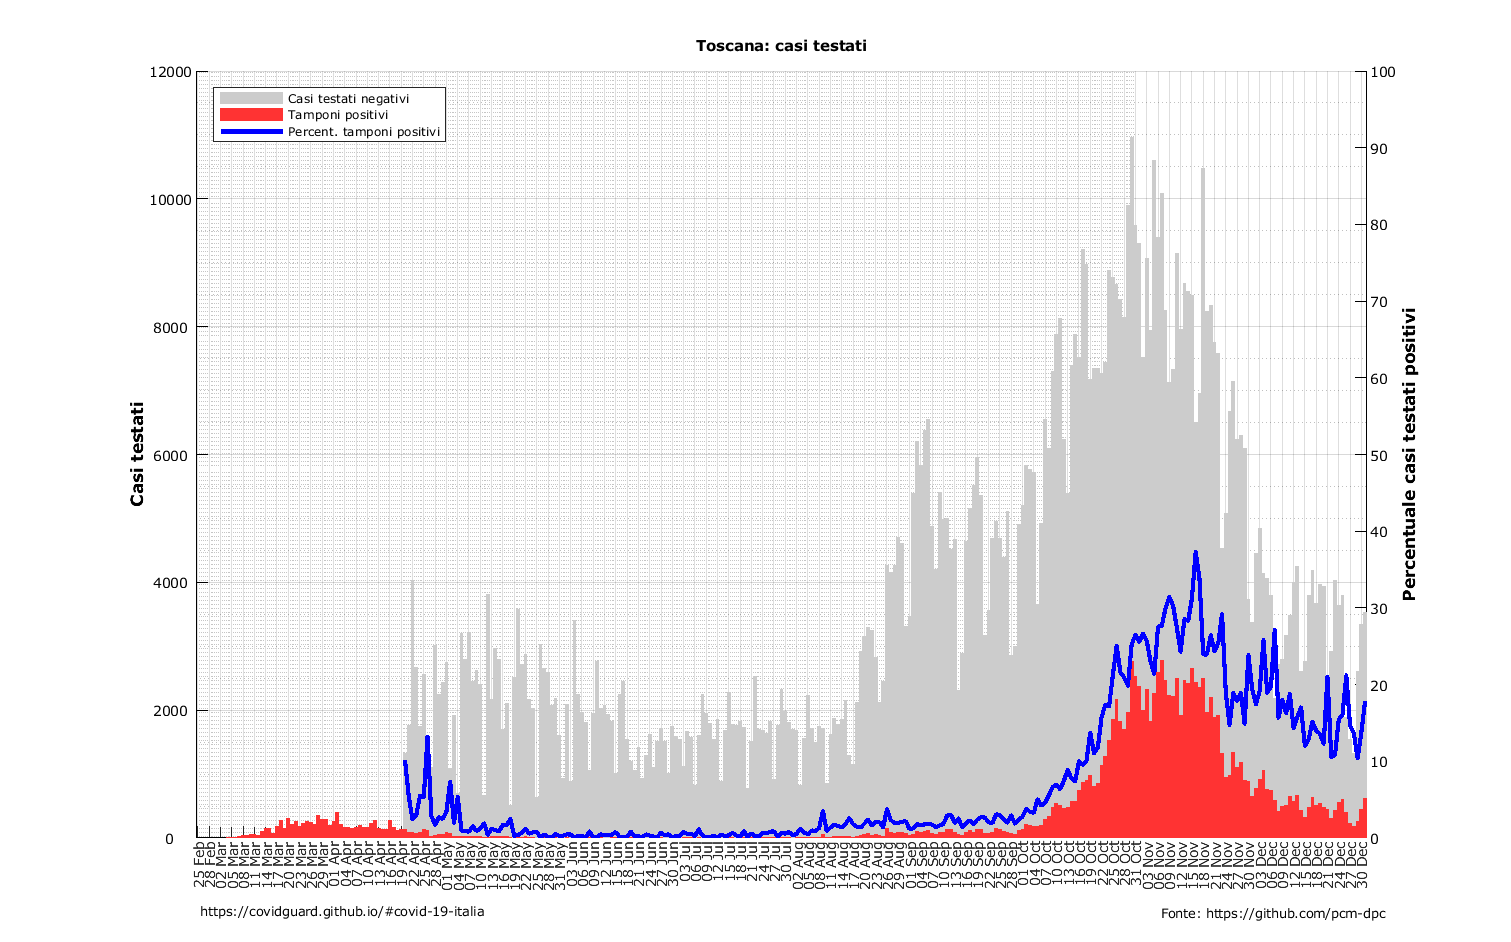 Toscana: casi testati
12000
10000
8000
6000
4000
2000
0
100
90
80
70
60
50
40
30
20
10
0
Casi testati negativi
Tamponi positivi
Percent. tamponi positivi
Casi testati
Percentuale casi testati positivi
25 Feb
28 Feb
02 Mar
05 Mar
08 Mar
11 Mar
14 Mar
17 Mar
20 Mar
23 Mar
26 Mar
29 Mar
01 Apr
04 Apr
07 Apr
10 Apr
13 Apr
16 Apr
19 Apr
22 Apr
25 Apr
28 Apr
01 May
04 May
07 May
10 May
13 May
16 May
19 May
22 May
25 May
28 May
31 May
03 Jun
06 Jun
09 Jun
12 Jun
15 Jun
18 Jun
21 Jun
24 Jun
27 Jun
30 Jun
03 Jul
06 Jul
09 Jul
12 Jul
15 Jul
18 Jul
21 Jul
24 Jul
27 Jul
30 Jul
02 Aug
05 Aug
08 Aug
11 Aug
14 Aug
17 Aug
20 Aug
23 Aug
26 Aug
29 Aug
01 Sep
04 Sep
07 Sep
10 Sep
13 Sep
16 Sep
19 Sep
22 Sep
25 Sep
28 Sep
01 Oct
04 Oct
07 Oct
10 Oct
13 Oct
16 Oct
19 Oct
22 Oct
25 Oct
28 Oct
31 Oct
03 Nov
06 Nov
09 Nov
12 Nov
15 Nov
18 Nov
21 Nov
24 Nov
27 Nov
30 Nov
03 Dec
06 Dec
09 Dec
12 Dec
15 Dec
18 Dec
21 Dec
24 Dec
27 Dec
30 Dec
https://covidguard.github.io/#covid-19-italia
Fonte: https://github.com/pcm-dpc